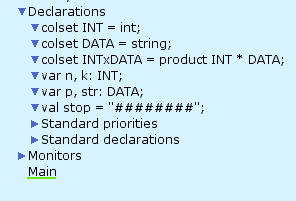 Declarations
colset INT = int;
colset DATA = string;
colset INTxDATA = product INT * DATA;
var n, k: INT;
var p, str: DATA;
val stop = "########";
Standard priorities
Standard declarations
Monitors
Main